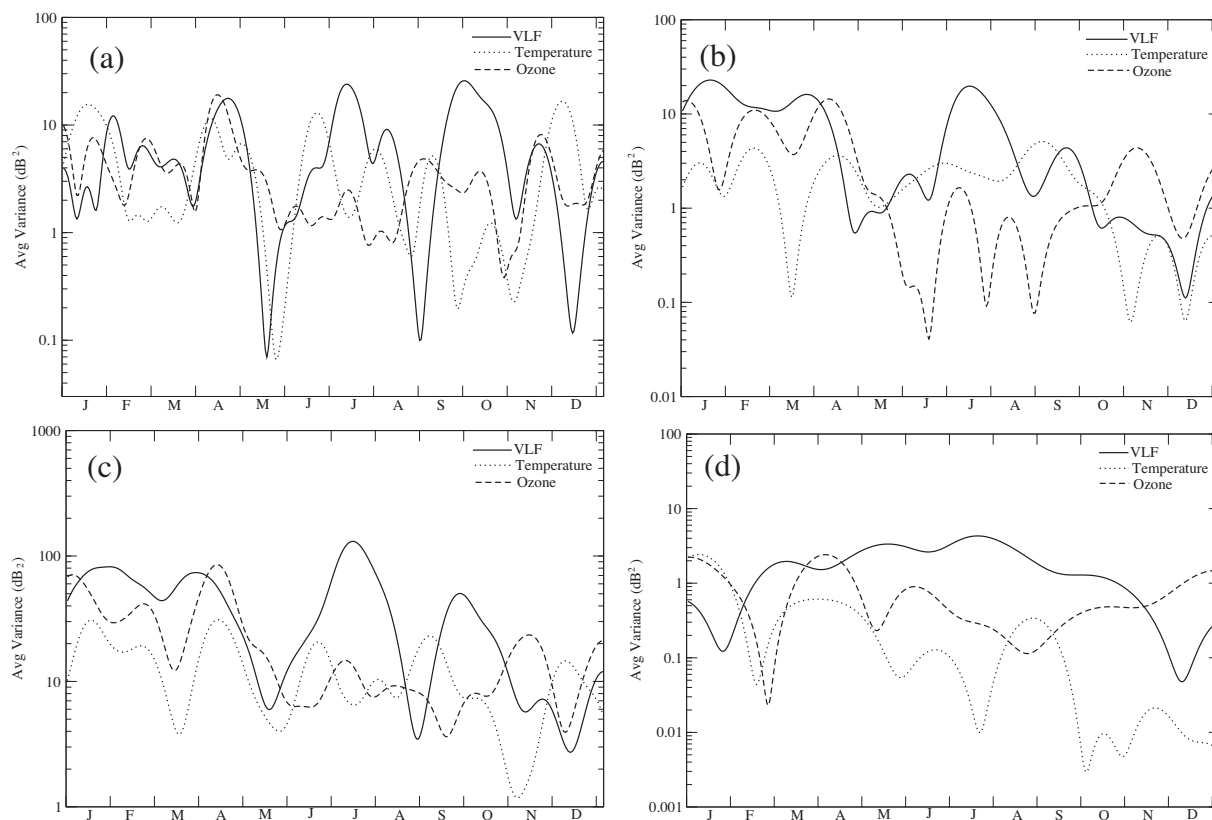 (a)
VLF
Temperature
Ozone
Avg Variance (dB²)
100
10
1
0.1
J F M A M J J A S O N D
(b)
VLF
Temperature
Ozone
Avg Variance (dB²)
100
10
1
0.1
0.01
J F M A M J J A S O N D
(c)
VLF
Temperature
Ozone
Avg Variance (dB₂)
1000
100
10
1
J F M A M J J A S O N D
(d)
VLF
Temperature
Ozone
Avg Variance (dB²)
100
10
1
0.1
0.01
0.001
J F M A M J J A S O N D